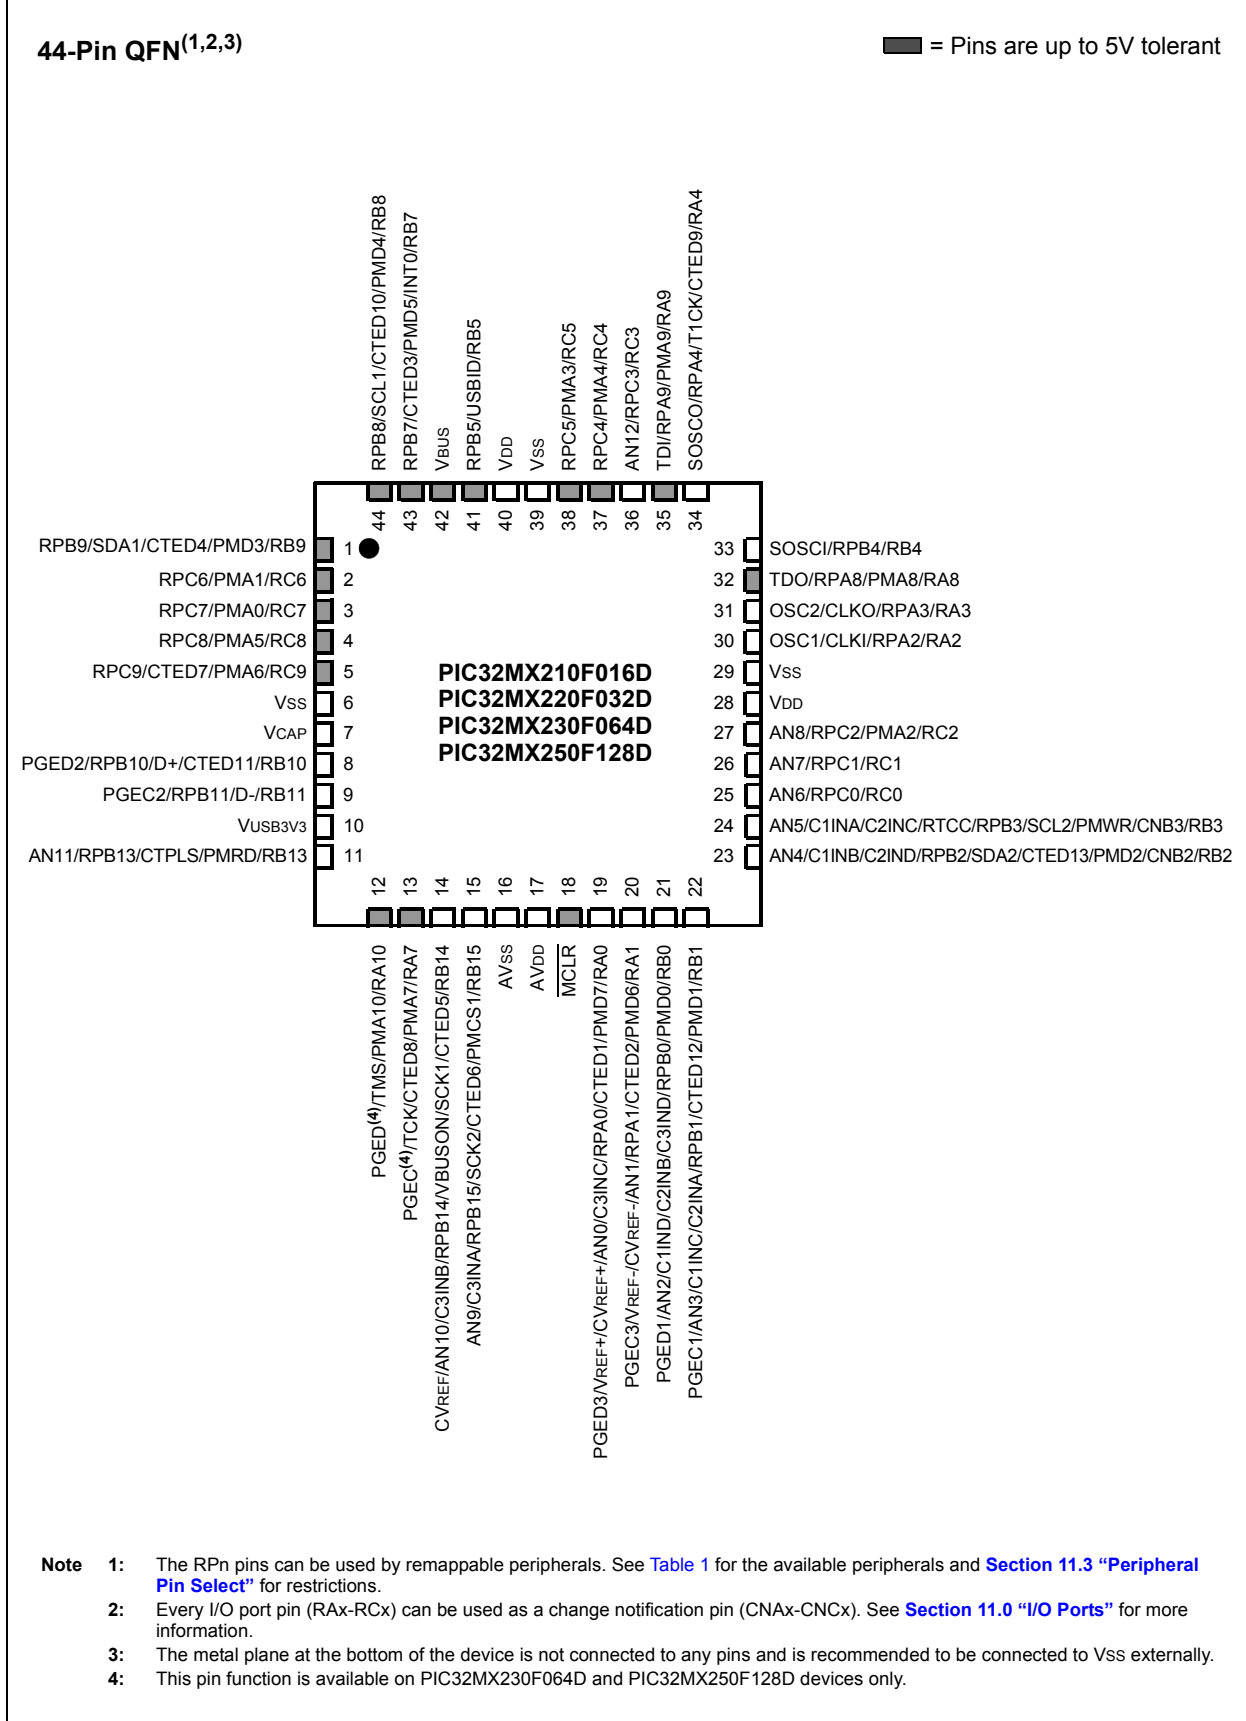 44-Pin QFN(1,2,3)
= Pins are up to 5V tolerant
RPB8/SCL1/CTED10/PMD4/RB8
RPB7/CTED3/PMD5/INT0/RB7
VBUS
RPB5/USBID/RB5
VDD
VSS
RPC5/PMA3/RC5
RPC4/PMA4/RC4
AN12/RPC3/RC3
TDI/RPA9/PMA9/RA9
SOSCO/RPA4/T1CK/CTED9/RA4
44
43
42
41
40
39
38
37
36
35
34
RPB9/SDA1/CTED4/PMD3/RB9 1
RPC6/PMA1/RC6 2
RPC7/PMA0/RC7 3
RPC8/PMA5/RC8 4
RPC9/CTED7/PMA6/RC9 5
VSS 6
VCAP 7
PGED2/RPB10/D+/CTED11/RB10 8
PGEC2/RPB11/D-/RB11 9
VUSB3V3 10
AN11/RPB13/CTPLS/PMRD/RB13 11
PIC32MX210F016D
PIC32MX220F032D
PIC32MX230F064D
PIC32MX250F128D
33 SOSCI/RPB4/RB4
32 TDO/RPA8/PMA8/RA8
31 OSC2/CLKO/RPA3/RA3
30 OSC1/CLKI/RPA2/RA2
29 VSS
28 VDD
27 AN8/RPC2/PMA2/RC2
26 AN7/RPC1/RC1
25 AN6/RPC0/RC0
24 AN5/C1INA/C2INC/RTCC/RPB3/SCL2/PMWR/CNB3/RB3
23 AN4/C1INB/C2IND/RPB2/SDA2/CTED13/PMD2/CNB2/RB2
12
13
14
15
16
17
18
19
20
21
22
PGED(4)/TMS/PMA10/RA10
PGEC(4)/TCK/CTED8/PMA7/RA7
CVREF/AN10/C3INB/RPB14/VBUSON/SCK1/CTED5/RB14
AN9/C3INA/RPB15/SCK2/CTED6/PMCS1/RB15
AVSS
AVDD
MCLR
PGED3/VREF+/CVREF+/AN0/C3INC/RPA0/CTED1/PMD7/RA0
PGEC3/VREF-/CVREF-/AN1/RPA1/CTED2/PMD6/RA1
PGED1/AN2/C1IND/C2INB/C3IND/RPB0/PMD0/RB0
PGEC1/AN3/C1INC/C2INA/RPB1/CTED12/PMD1/RB1
Note 1: The RPn pins can be used by remappable peripherals. See Table 1 for the available peripherals and Section 11.3 “Peripheral
Pin Select” for restrictions.
2: Every I/O port pin (RAx-RCx) can be used as a change notification pin (CNAx-CNCx). See Section 11.0 “I/O Ports” for more
information.
3: The metal plane at the bottom of the device is not connected to any pins and is recommended to be connected to VSS externally.
4: This pin function is available on PIC32MX230F064D and PIC32MX250F128D devices only.